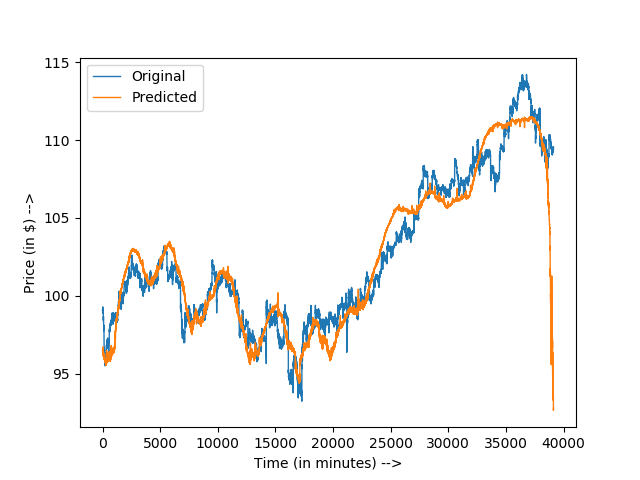 115
110
105
100
95
Price (in $) -->
Original
Predicted
0 5000 10000 15000 20000 25000 30000 35000 40000
Time (in minutes) -->